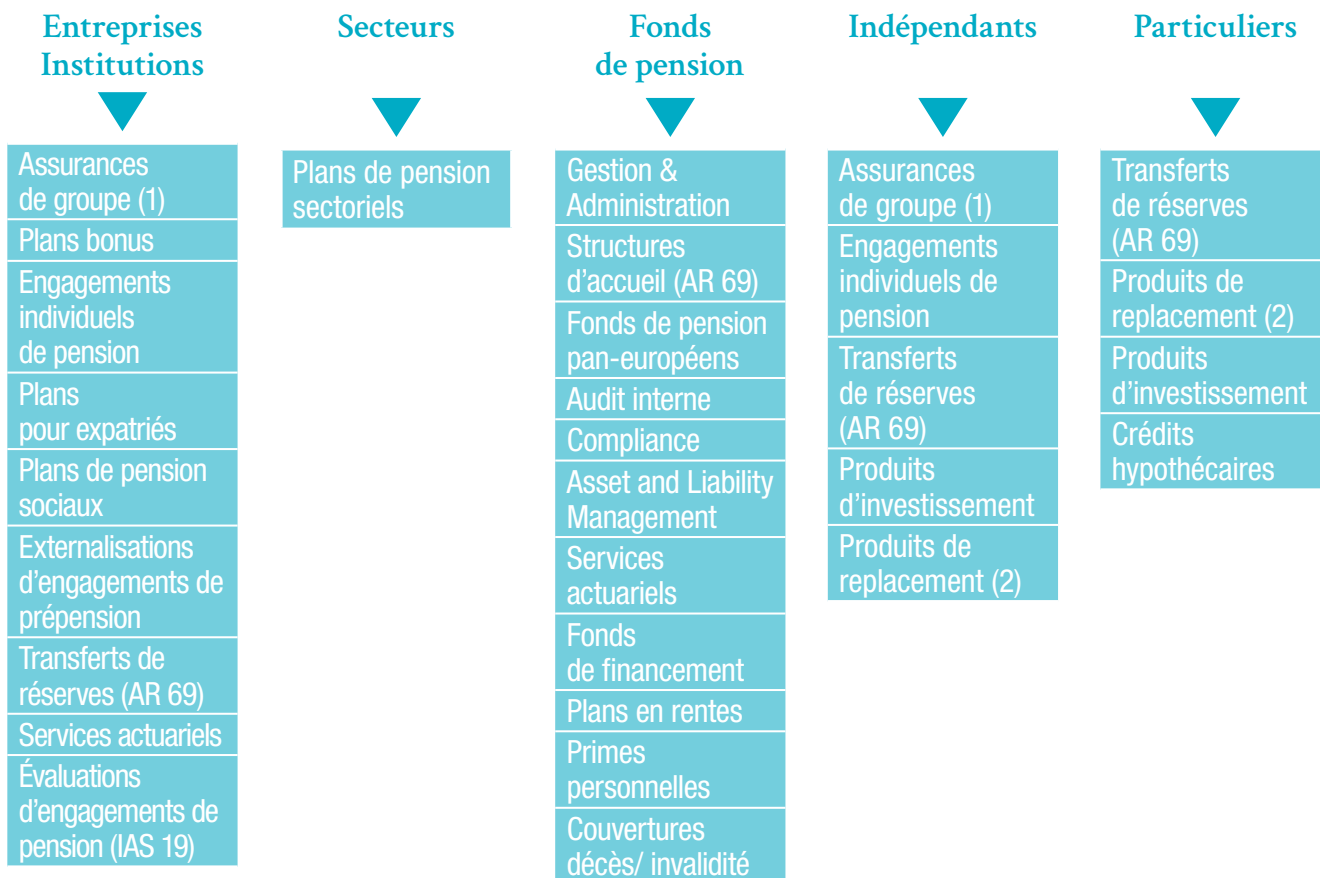 Entreprises
Institutions
Assurances
de groupe (1)
Plans bonus
Engagements
individuels
de pension
Plans
pour expatriés
Plans de pension
sociaux
Externalisations
d’engagements de
prépension
Transferts de
réserves (AR 69)
Services actuariels
Évaluations
d’engagements de
pension (IAS 19)
Secteurs
Plans de pension
sectoriels
Fonds
de pension
Gestion &
Administration
Structures
d’accueil (AR 69)
Fonds de pension
pan-européens
Audit interne
Compliance
Asset and Liability
Management
Services
actuariels
Fonds
de financement
Plans en rentes
Primes
personnelles
Couvertures
décès/ invalidité
Indépendants
Assurances
de groupe (1)
Engagements
individuels de
pension
Transferts
de réserves
(AR 69)
Produits
d’investissement
Produits de
replacement (2)
Particuliers
Transferts
de réserves
(AR 69)
Produits de
replacement (2)
Produits
d’investissement
Crédits
hypothécaires